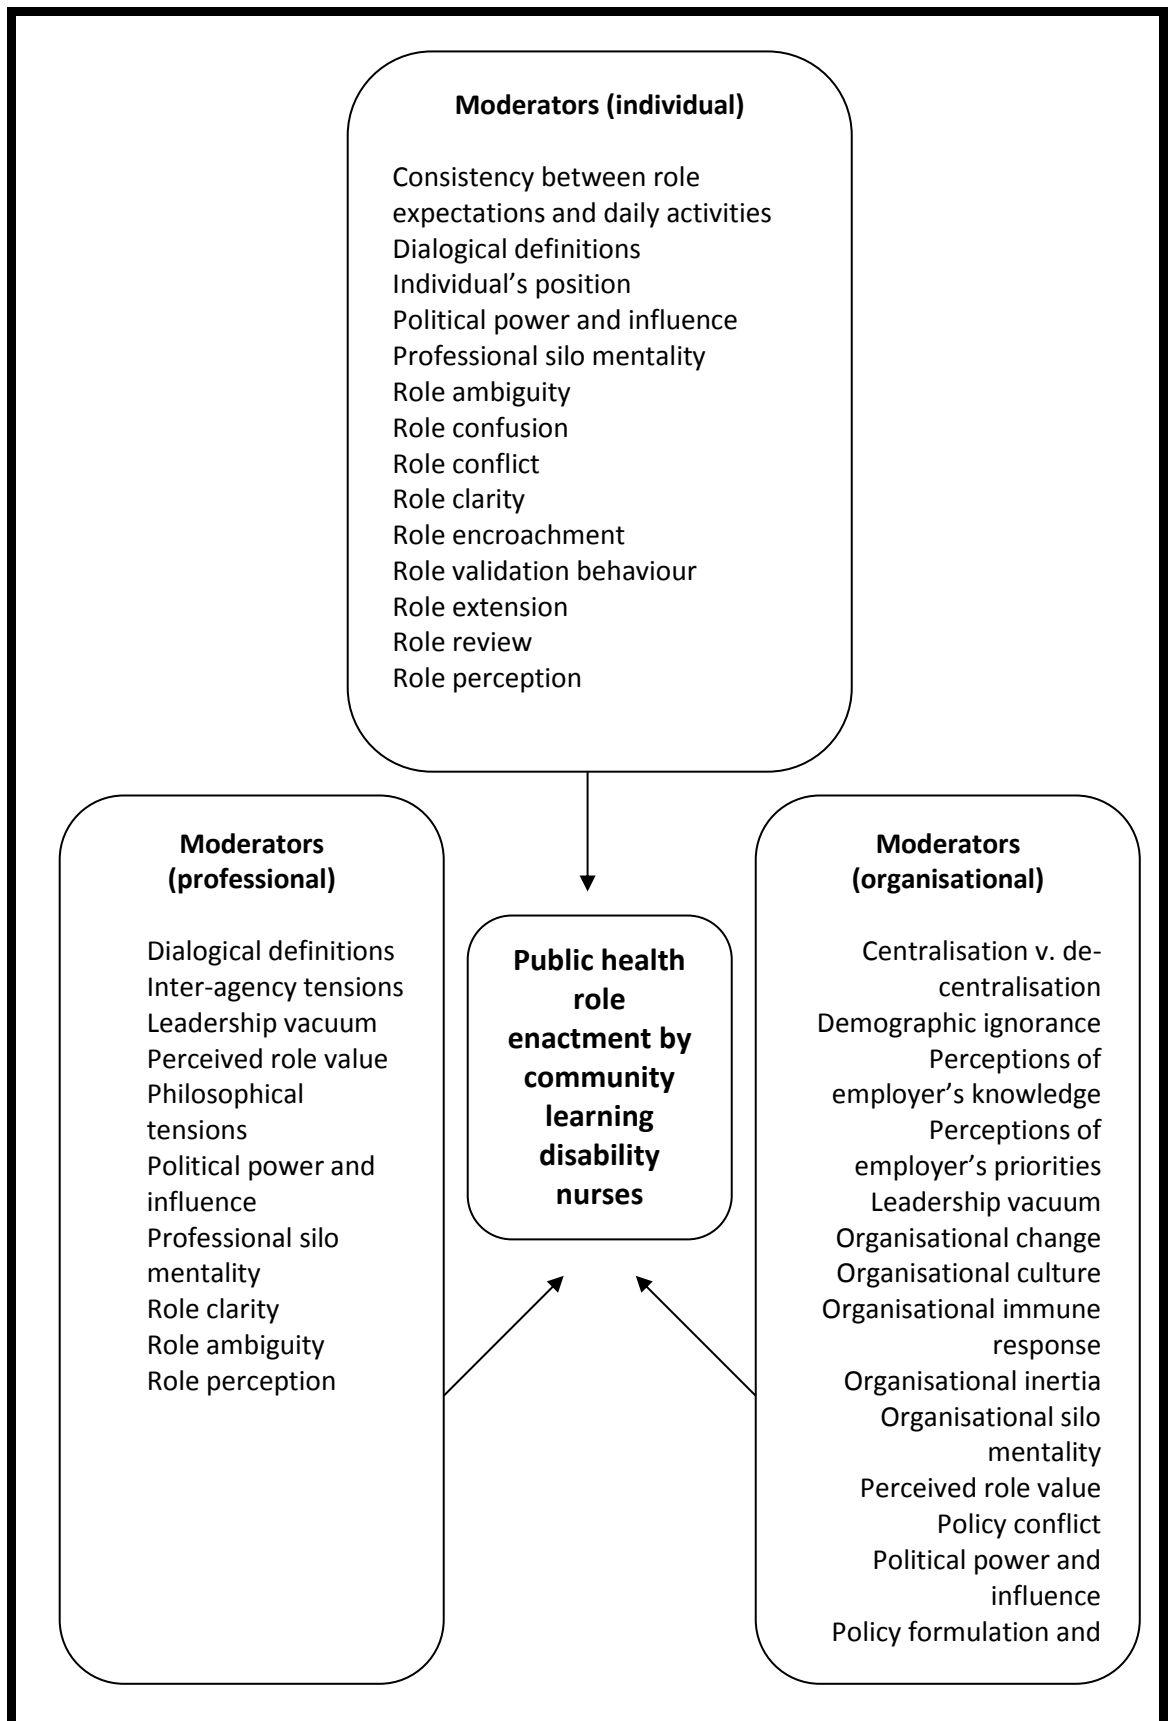 Moderators (individual)
Consistency between role
expectations and daily activities
Dialogical definitions
Individual’s position
Political power and influence
Professional silo mentality
Role ambiguity
Role confusion
Role conflict
Role clarity
Role encroachment
Role validation behaviour
Role extension
Role review
Role perception
Moderators
(professional)
Dialogical definitions
Inter-agency tensions
Leadership vacuum
Perceived role value
Philosophical
tensions
Political power and
influence
Professional silo
mentality
Role clarity
Role ambiguity
Role perception
Public health
role
enactment by
community
learning
disability
nurses
Moderators
(organisational)
Centralisation v. de-
centralisation
Demographic ignorance
Perceptions of
employer’s knowledge
Perceptions of
employer’s priorities
Leadership vacuum
Organisational change
Organisational culture
Organisational immune
response
Organisational inertia
Organisational silo
mentality
Perceived role value
Policy conflict
Political power and
influence
Policy formulation and